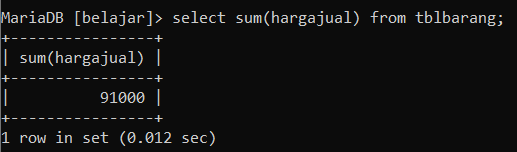 MariaDB [belajar]> select sum(hargajual) from tblbarang;
+----------------+
| sum(hargajual) |
+----------------+
|          91000 |
+----------------+
1 row in set (0.012 sec)